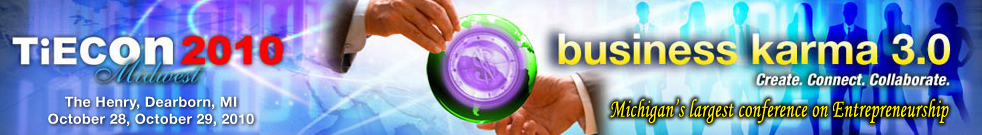 TiECON 2010
Midwest
The Henry, Dearborn, MI
October 28, October 29, 2010
business karma 3.0
Create. Connect. Collaborate.
Michigan's largest conference on Entrepreneurship